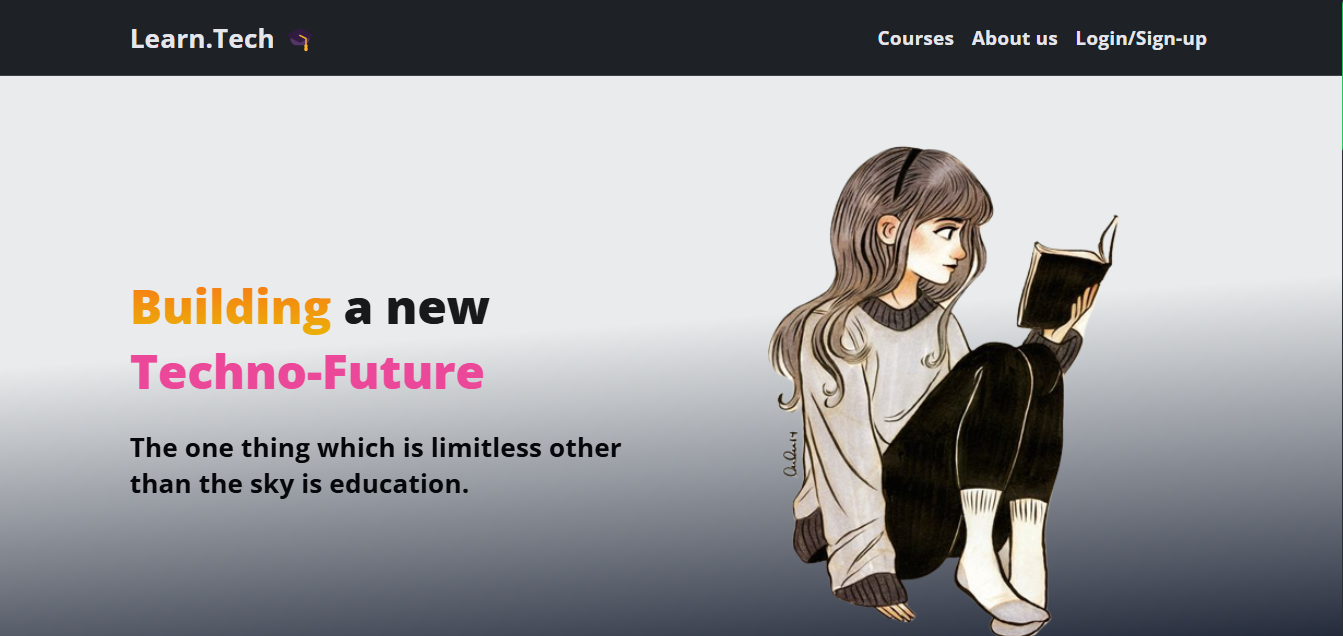 Learn.Tech
Courses About us Login/Sign-up
Building a new
Techno-Future
The one thing which is limitless other
than the sky is education.